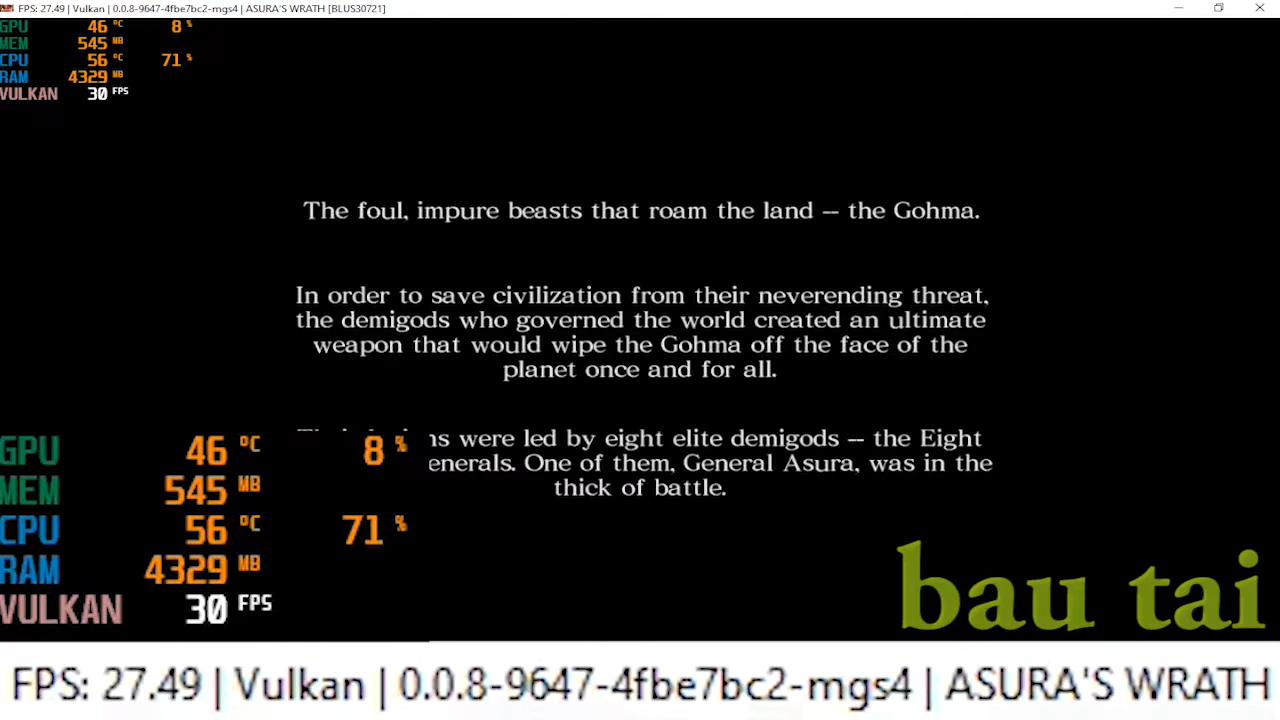 FPS: 27.49 | Vulkan | 0.0.8-9647-4fbe7bc2-mgs4 | ASURA'S WRATH [BLUS30721]
GPU 46 °C 8 %
MEM 545 MB
CPU 56 °C 71 %
RAM 4329 MB
VULKAN 30 FPS
The foul, impure beasts that roam the land -- the Gohma.
In order to save civilization from their neverending threat,
the demigods who governed the world created an ultimate
weapon that would wipe the Gohma off the face of the
planet once and for all.
were led by eight elite demigods -- the Eight
enerals. One of them, General Asura, was in the
thick of battle.
GPU 46 °C 8 %
MEM 545 MB
CPU 56 °C 71 %
RAM 4329 MB
VULKAN 30 FPS
bau tai
FPS: 27.49 | Vulkan | 0.0.8-9647-4fbe7bc2-mgs4 | ASURA'S WRATH